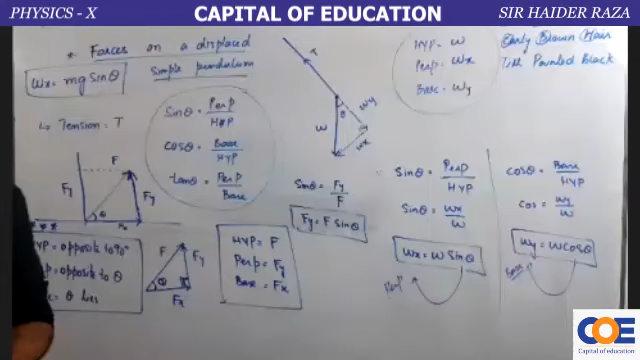 PHYSICS - X
CAPITAL OF EDUCATION
SIR HAIDER RAZA
* Forces on a displaced
simple pendulum
Wx = mg Sinθ
↳ Tension = T
Sinθ = Perp / HyP
cosθ = Base / HYP
tanθ = Perp / Base
F
Fy
Fy
θ
HYP = opposite to 90°
= opposite to θ
= θ lies
F
Fy
θ
Fx
HYP = F
Perp = Fy
Base = Fx
Sinθ = Fy / F
Fy = F sinθ
T
θ
W
Wy
Wx
HYP = W
Perp = Wx
Base = Wy
Hair
Till Painted Black
Sinθ = Perp / HYP
Sinθ = Wx / W
Wx = W Sinθ
Perp
cosθ = Base / HYP
cos = Wy / W
Wy = W cosθ
Base
COE
Capital of education